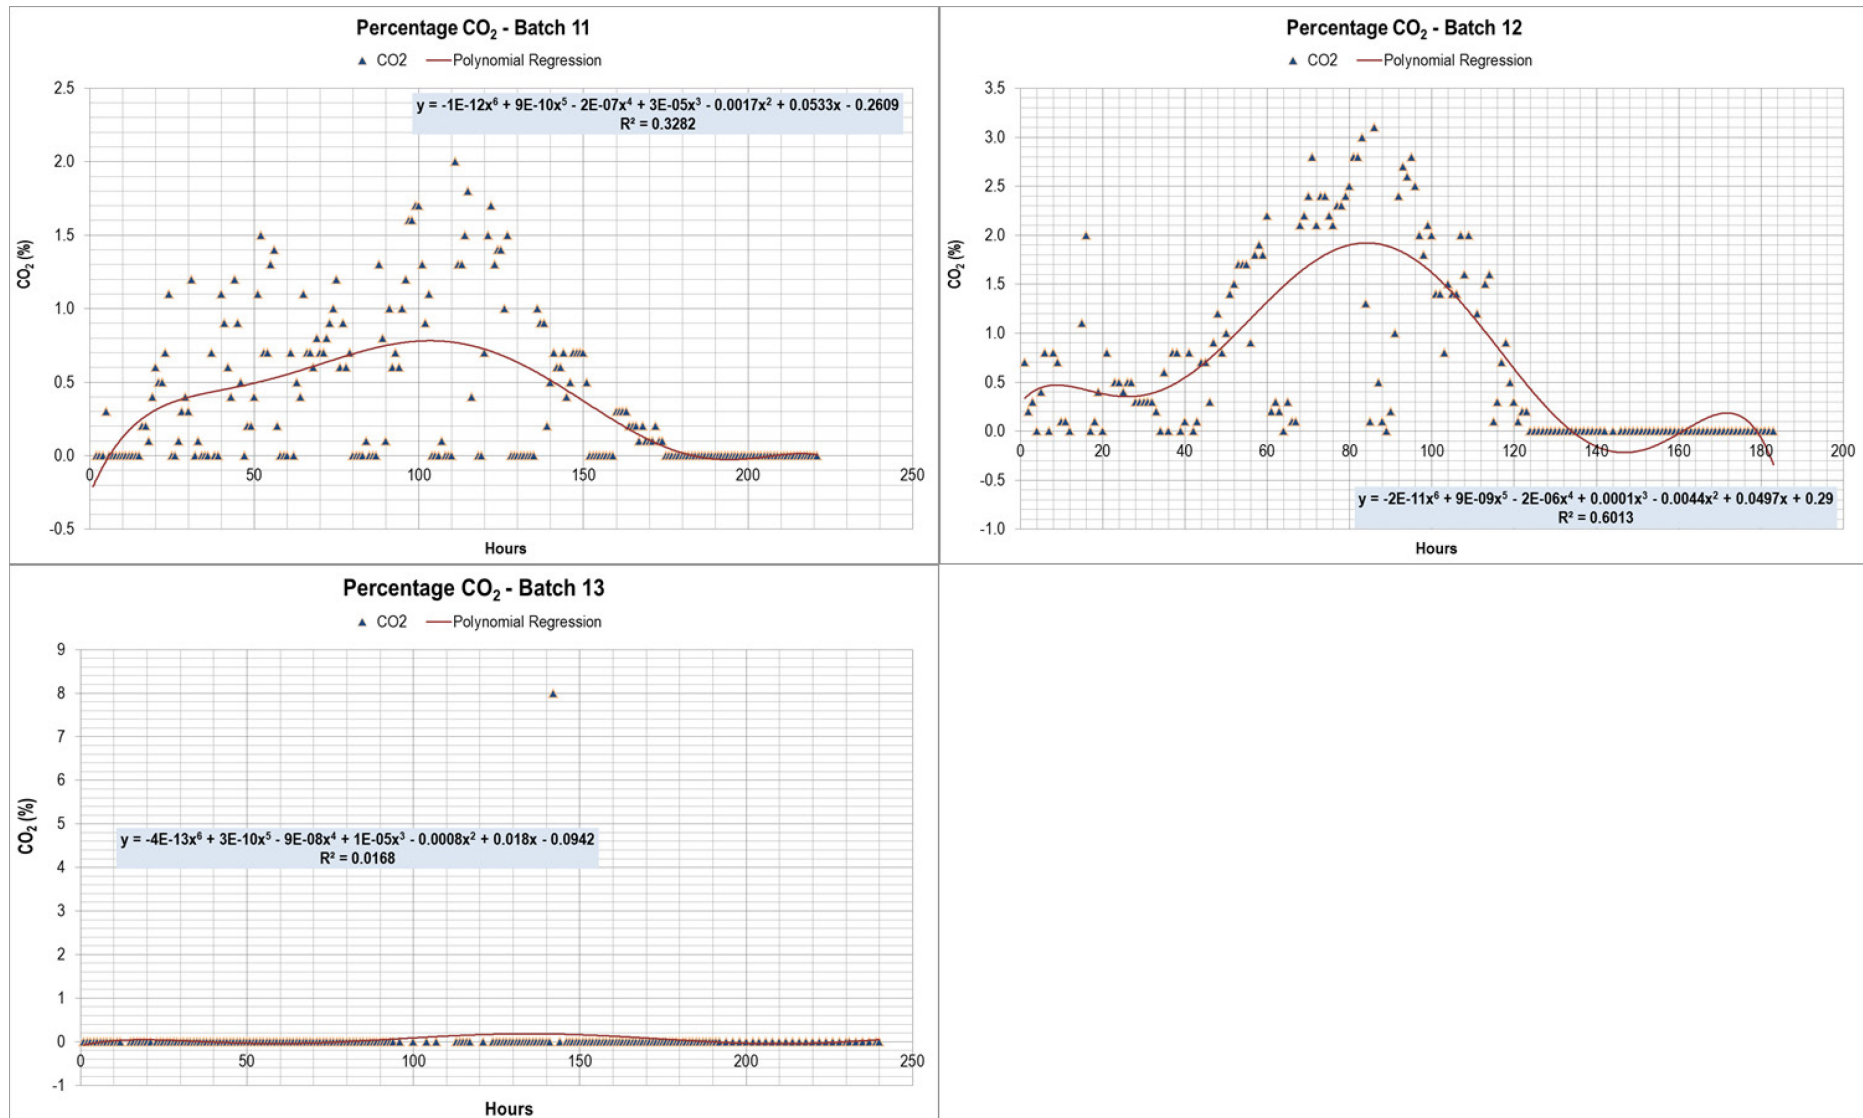 Percentage CO₂ - Batch 11
CO2 Polynomial Regression
y = -1E-12x⁶ + 9E-10x⁵ - 2E-07x⁴ + 3E-05x³ - 0.0017x² + 0.0533x - 0.2609
R² = 0.3282
CO₂ (%)
2.5
2.0
1.5
1.0
0.5
0.0
-0.5
0 50 100 150 200 250
Hours
Percentage CO₂ - Batch 12
CO2 Polynomial Regression
CO₂ (%)
3.5
3.0
2.5
2.0
1.5
1.0
0.5
0.0
-0.5
-1.0
0 20 40 60 80 100 120 140 160 180 200
y = -2E-11x⁶ + 9E-09x⁵ - 2E-06x⁴ + 0.0001x³ - 0.0044x² + 0.0497x + 0.29
R² = 0.6013
Hours
Percentage CO₂ - Batch 13
CO2 Polynomial Regression
CO₂ (%)
9
8
7
6
5
4
3
2
1
0
-1
y = -4E-13x⁶ + 3E-10x⁵ - 9E-08x⁴ + 1E-05x³ - 0.0008x² + 0.018x - 0.0942
R² = 0.0168
0 50 100 150 200 250
Hours